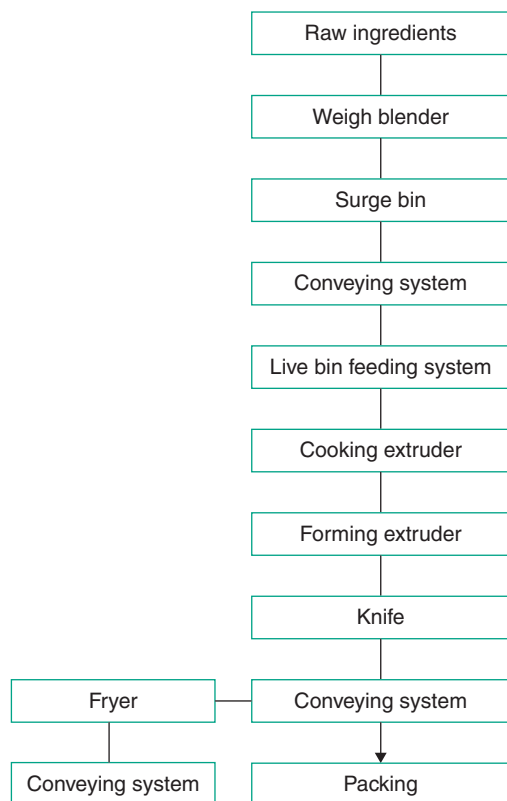 Raw ingredients
Weigh blender
Surge bin
Conveying system
Live bin feeding system
Cooking extruder
Forming extruder
Knife
Fryer
Conveying system
Conveying system
Packing